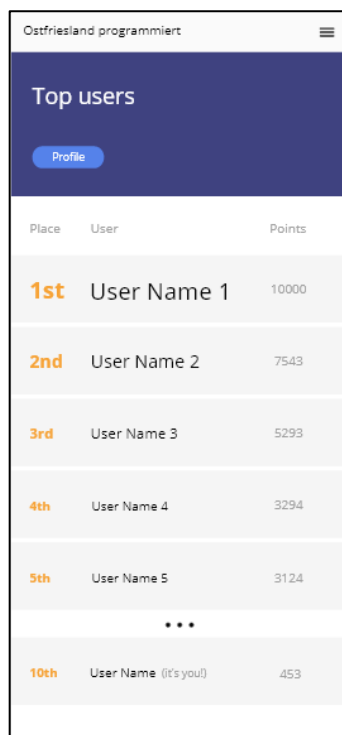 Ostfriesland programmiert
Top users
Profile
Place User Points
1st User Name 1 10000
2nd User Name 2 7543
3rd User Name 3 5293
4th User Name 4 3294
5th User Name 5 3124
•••
10th User Name (it's you!) 453